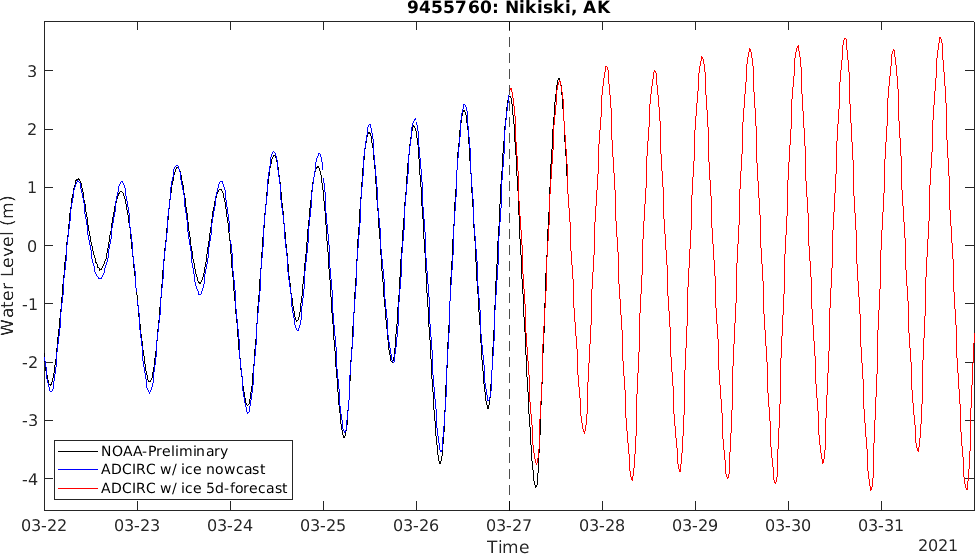 9455760: Nikiski, AK
3
2
1
0
-1
-2
-3
-4
Water Level (m)
NOAA-Preliminary
ADCIRC w/ ice nowcast
ADCIRC w/ ice 5d-forecast
03-22 03-23 03-24 03-25 03-26 03-27 03-28 03-29 03-30 03-31
Time
2021